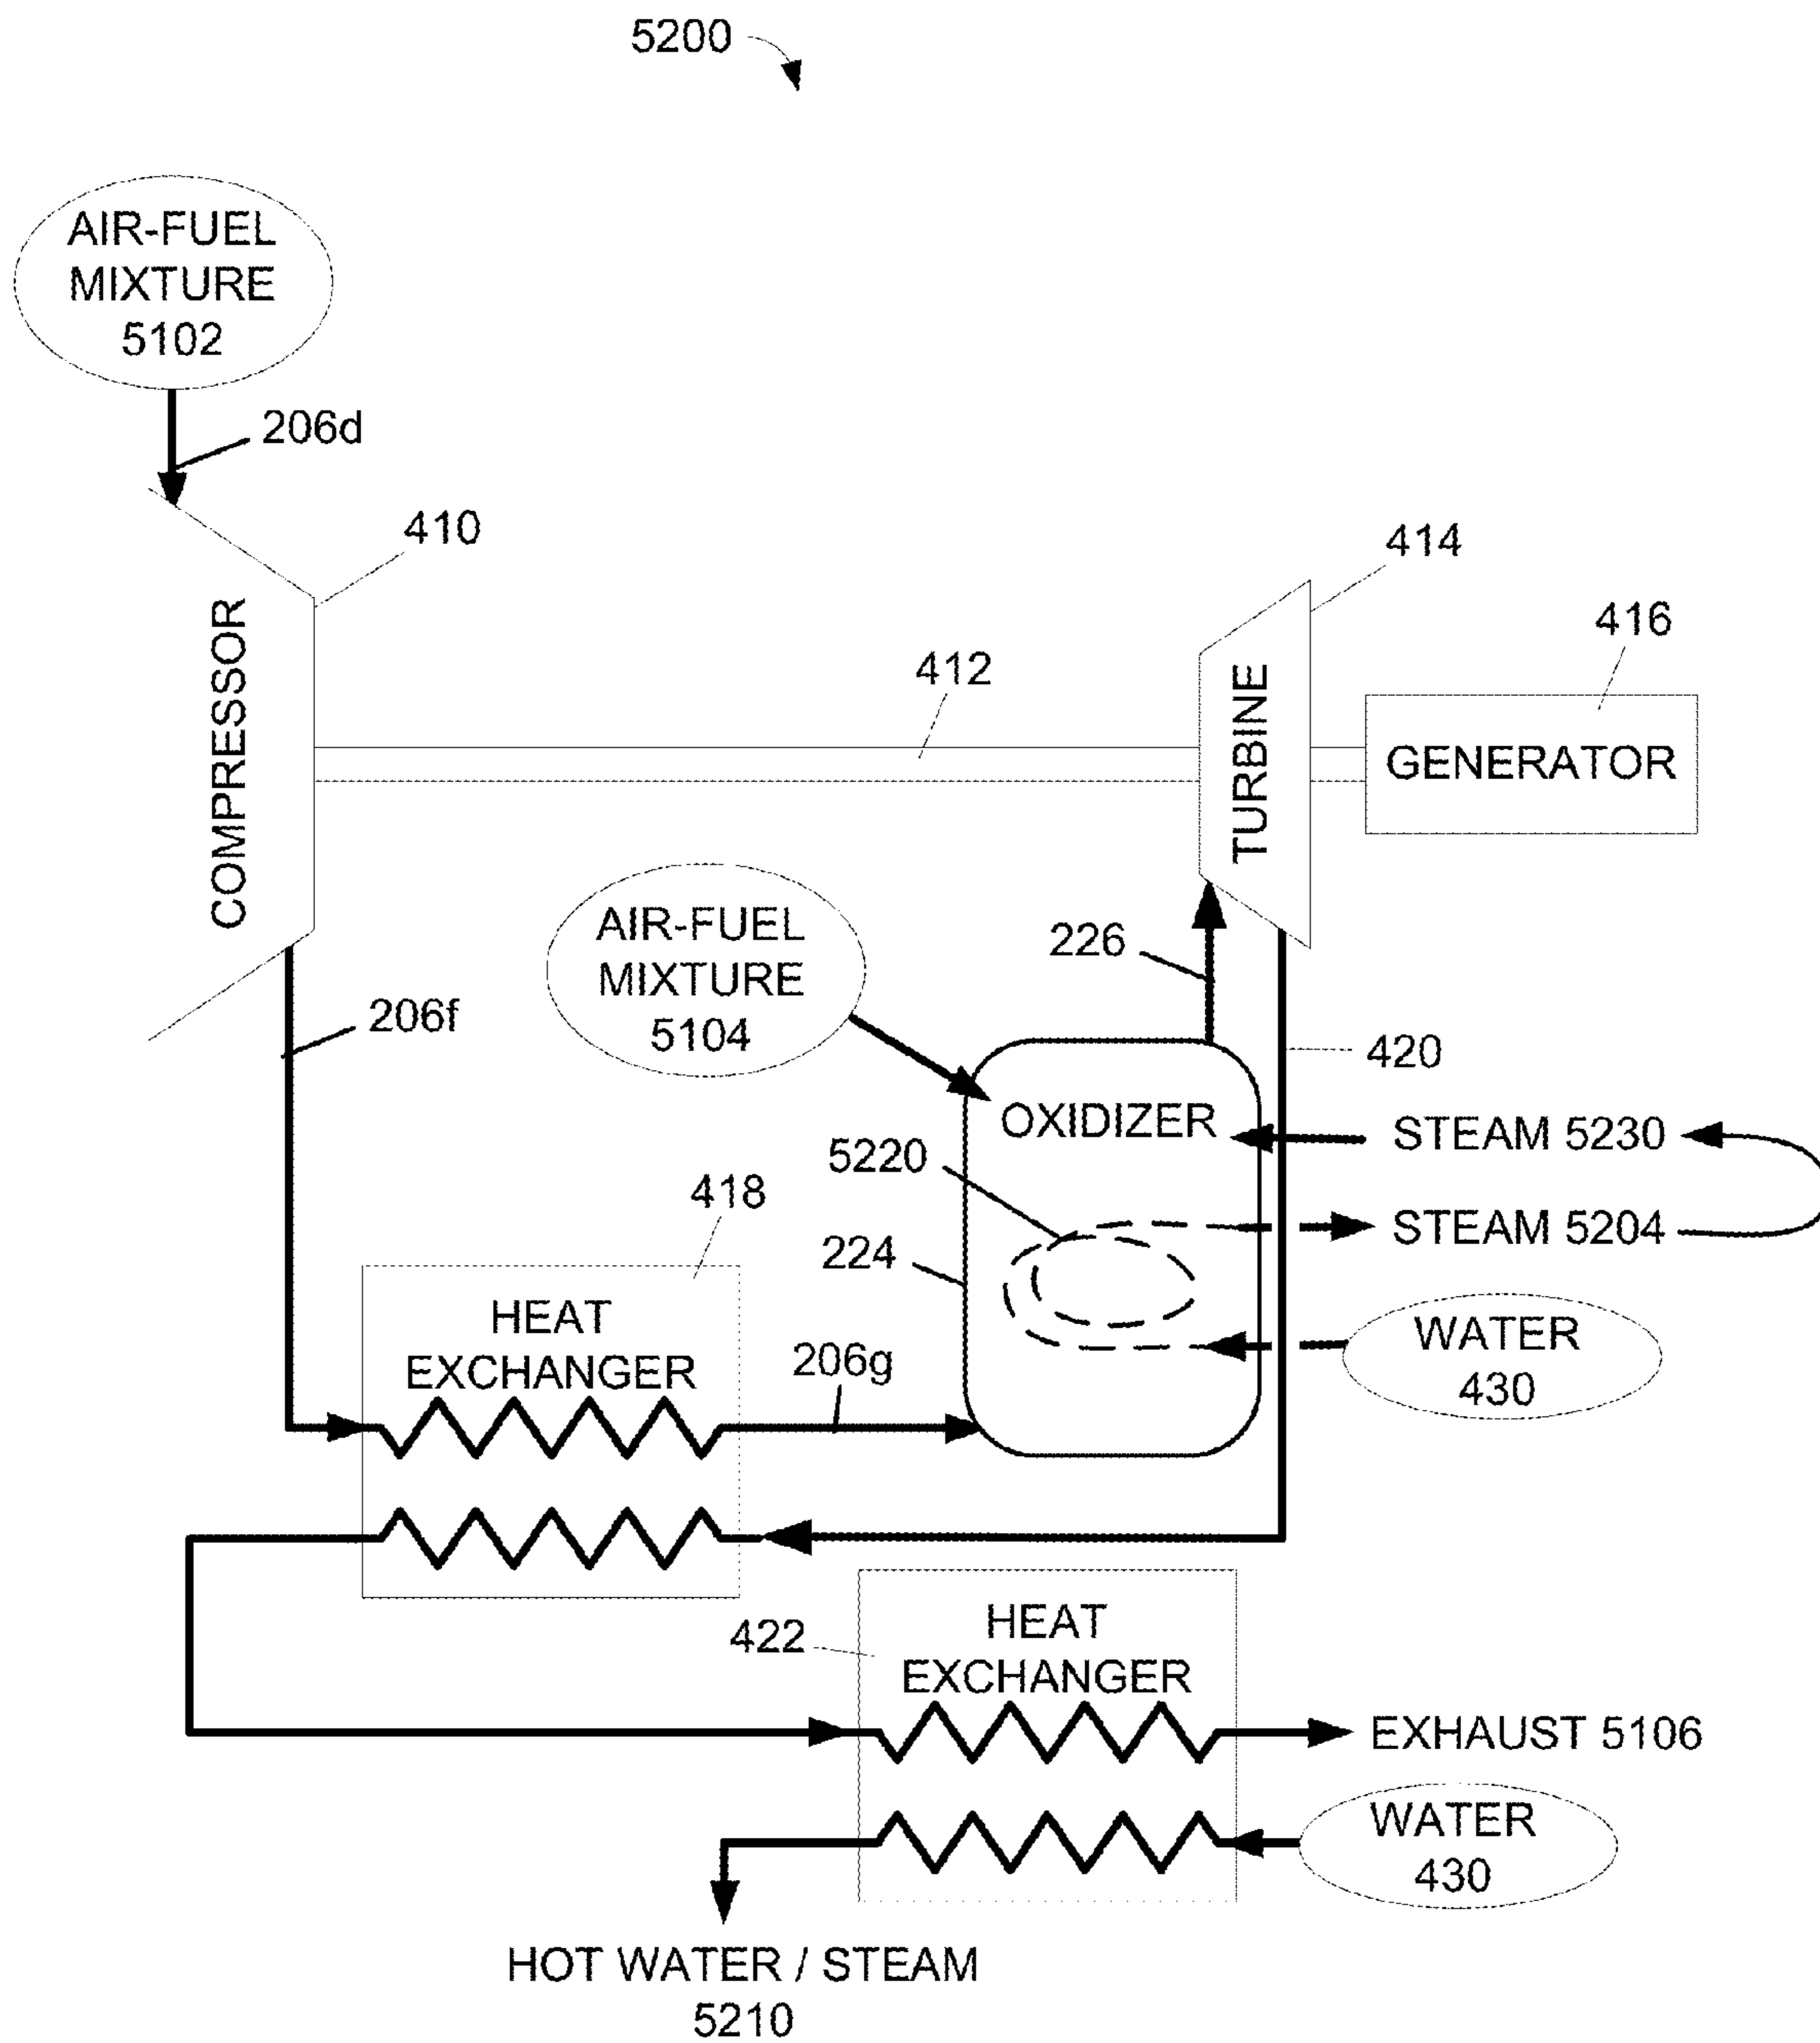 5200
AIR-FUEL
MIXTURE
5102
206d
410
414
416
COMPRESSOR
412
TURBINE
GENERATOR
AIR-FUEL
MIXTURE
5104
226
206f
420
OXIDIZER
STEAM 5230
5220
418
STEAM 5204
224
HEAT
EXCHANGER
WATER
430
206g
HEAT
EXCHANGER
422
EXHAUST 5106
WATER
430
HOT WATER / STEAM
5210